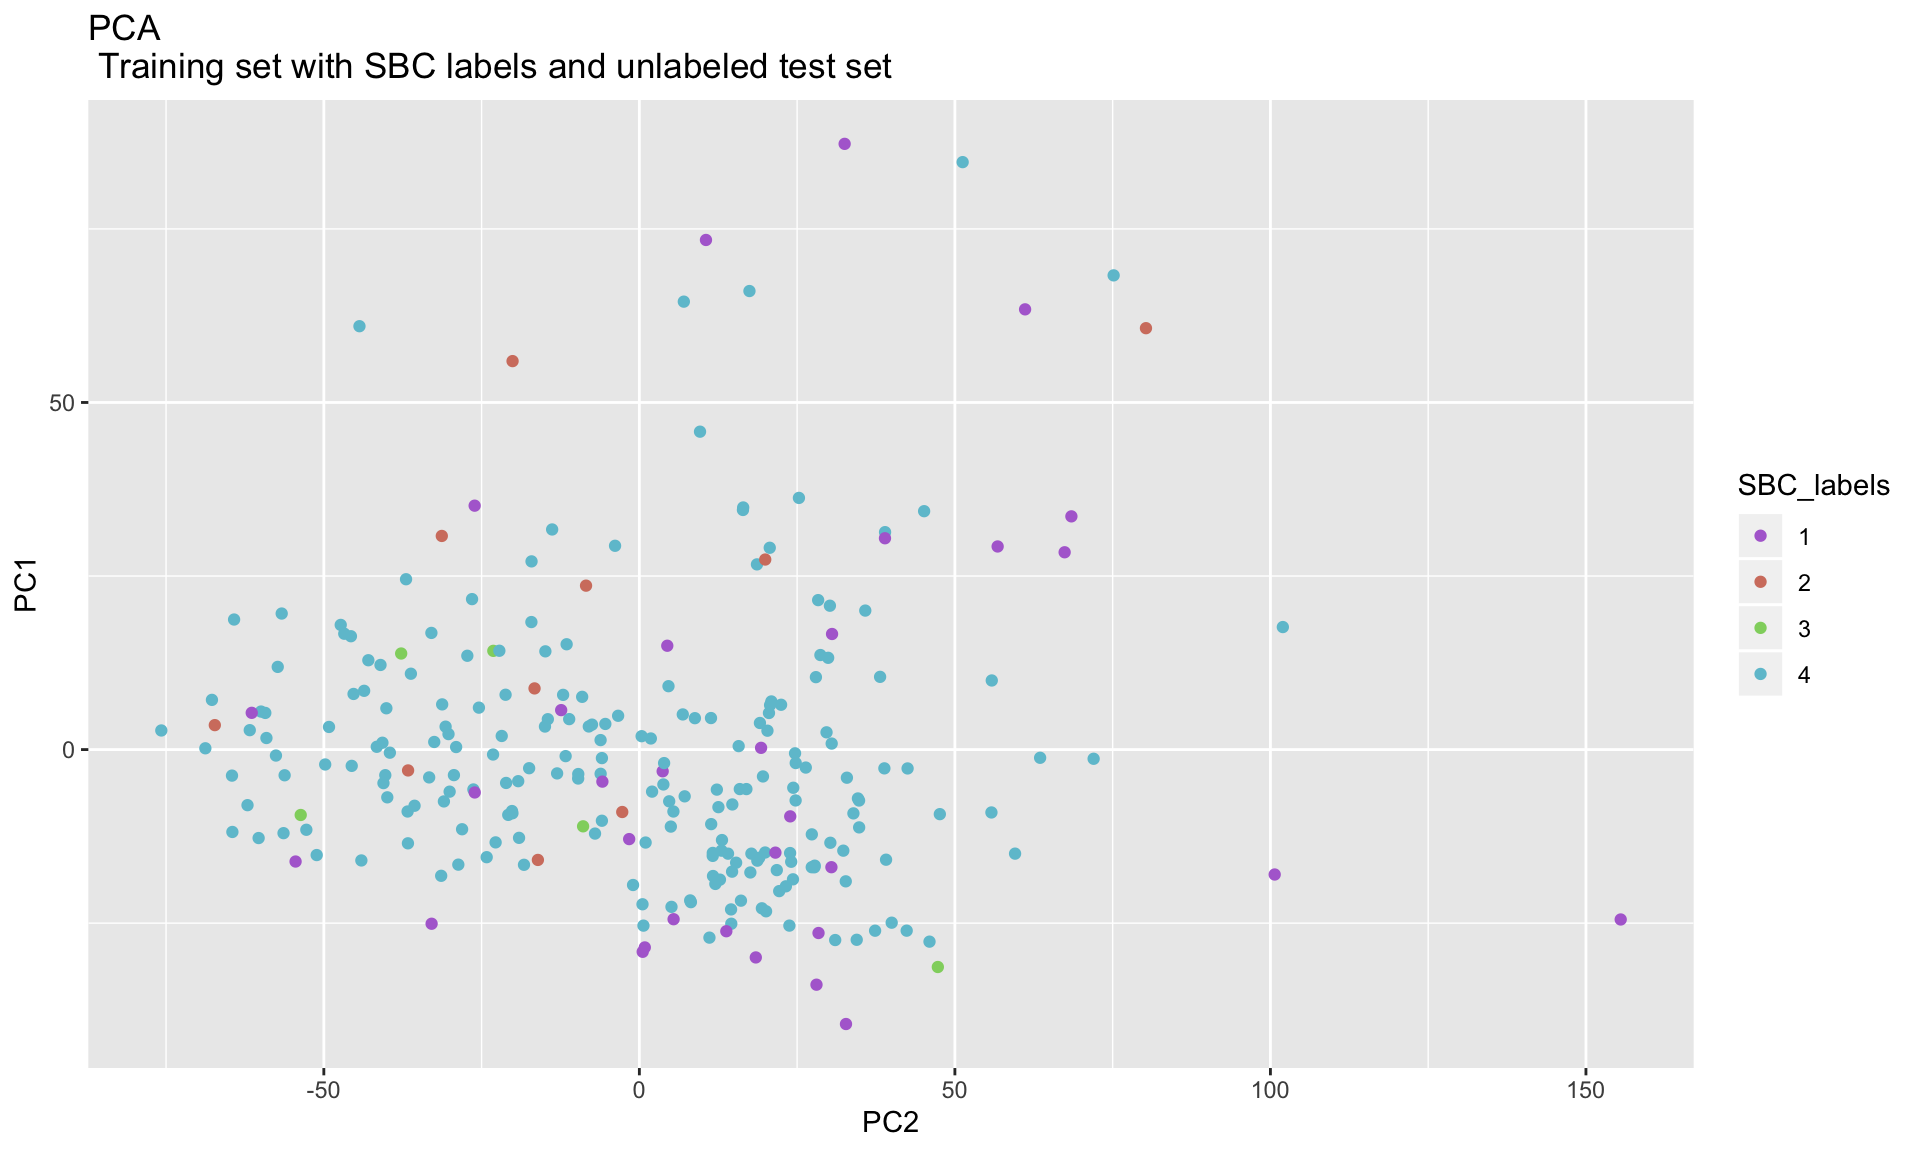 PCA
Training set with SBC labels and unlabeled test set
50
0
PC1
-50
0
50
100
150
PC2
SBC_labels
1
2
3
4